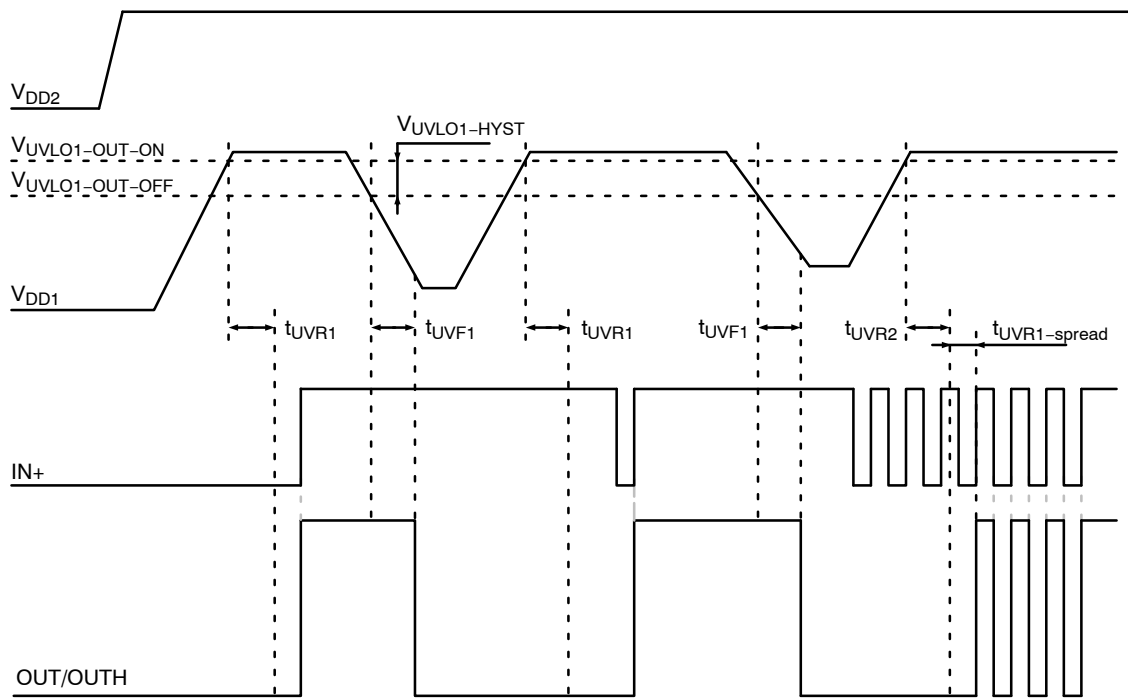 V_DD2
V_UVLO1−HYST
V_UVLO1−OUT−ON
V_UVLO1−OUT−OFF
V_DD1
t_UVR1 t_UVF1 t_UVR1 t_UVF1 t_UVR2 t_UVR1−spread
IN+
OUT/OUTH